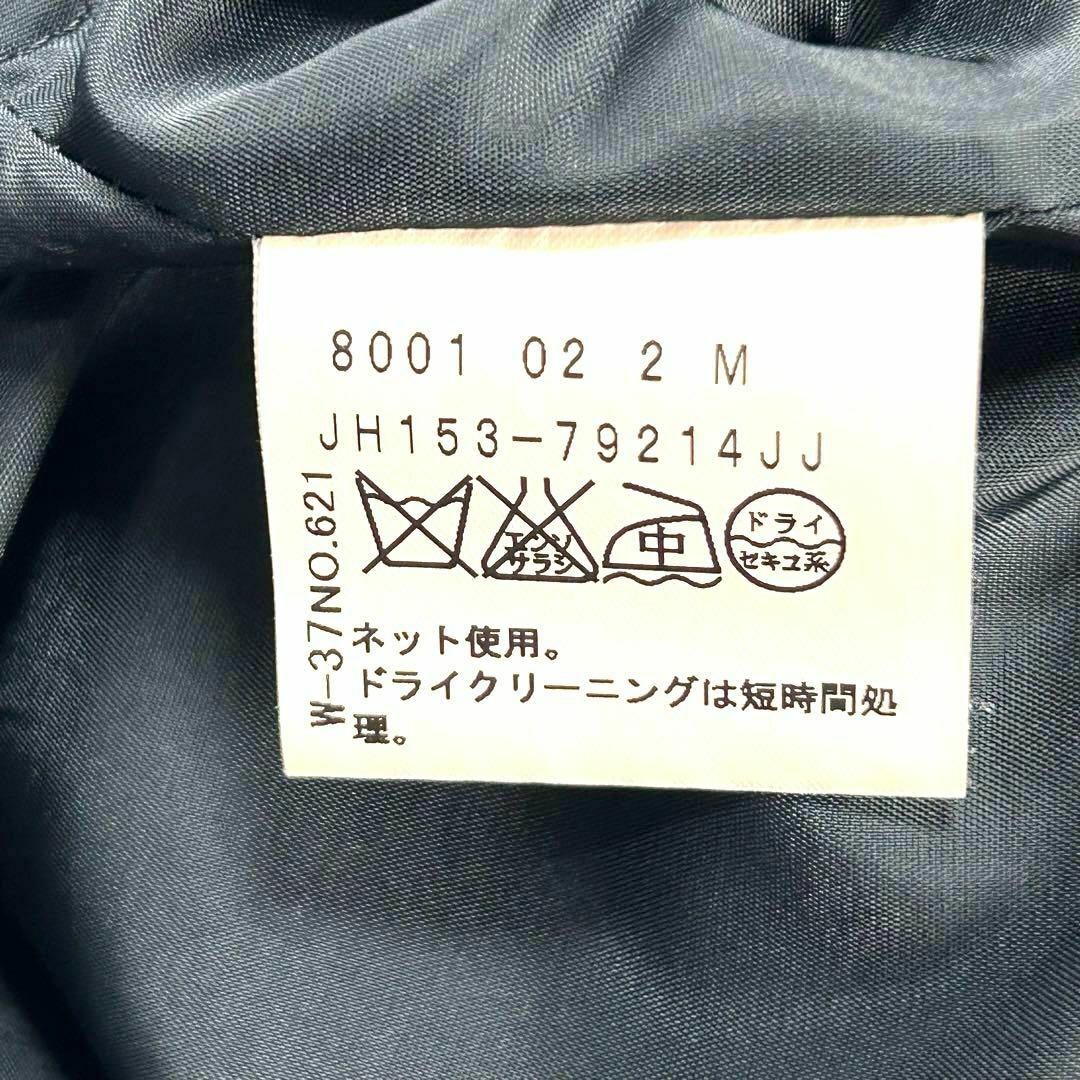 8001 02 2 M
JH153-79214JJ
エンソ
サラシ
中
ドライ
セキユ系
W-37NO.621
ネット使用。
ドライクリーニングは短時間処
理。